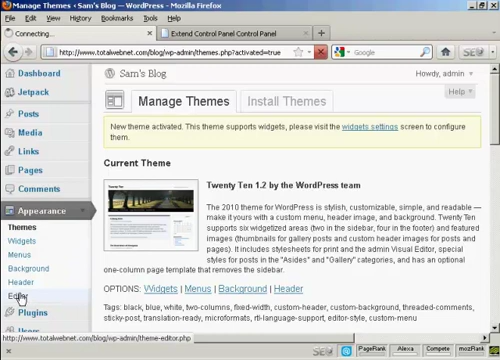 Manage Themes ‹ Sam's Blog — WordPress - Mozilla Firefox
File Edit View History Bookmarks Tools Help
Connecting...
Extend Control Panel Control Panel
http://www.totalwebnet.com/blog/wp-admin/themes.php?activated=true
Google
Dashboard
Jetpack
Posts
Media
Links
Pages
Comments
Appearance
Themes
Widgets
Menus
Background
Header
Editor
Plugins
Users
Sam's Blog
Howdy, admin
Help
Manage Themes
Install Themes
New theme activated. This theme supports widgets, please visit the widgets settings screen to configure
them.
Current Theme
Twenty Ten 1.2 by the WordPress team
The 2010 theme for WordPress is stylish, customizable, simple, and readable —
make it yours with a custom menu, header image, and background. Twenty Ten
supports six widgetized areas (two in the sidebar, four in the footer) and featured
images (thumbnails for gallery posts and custom header images for posts and
pages). It includes stylesheets for print and the admin Visual Editor, special
styles for posts in the "Asides" and "Gallery" categories, and has an optional
one-column page template that removes the sidebar.
OPTIONS: Widgets | Menus | Background | Header
Tags: black, blue, white, two-columns, fixed-width, custom-header, custom-background, threaded-comments,
sticky-post, translation-ready, microformats, rtl-language-support, editor-style, custom-menu
http://www.totalwebnet.com/blog/wp-admin/theme-editor.php
PageRank
Alexa
Compete
mozRank